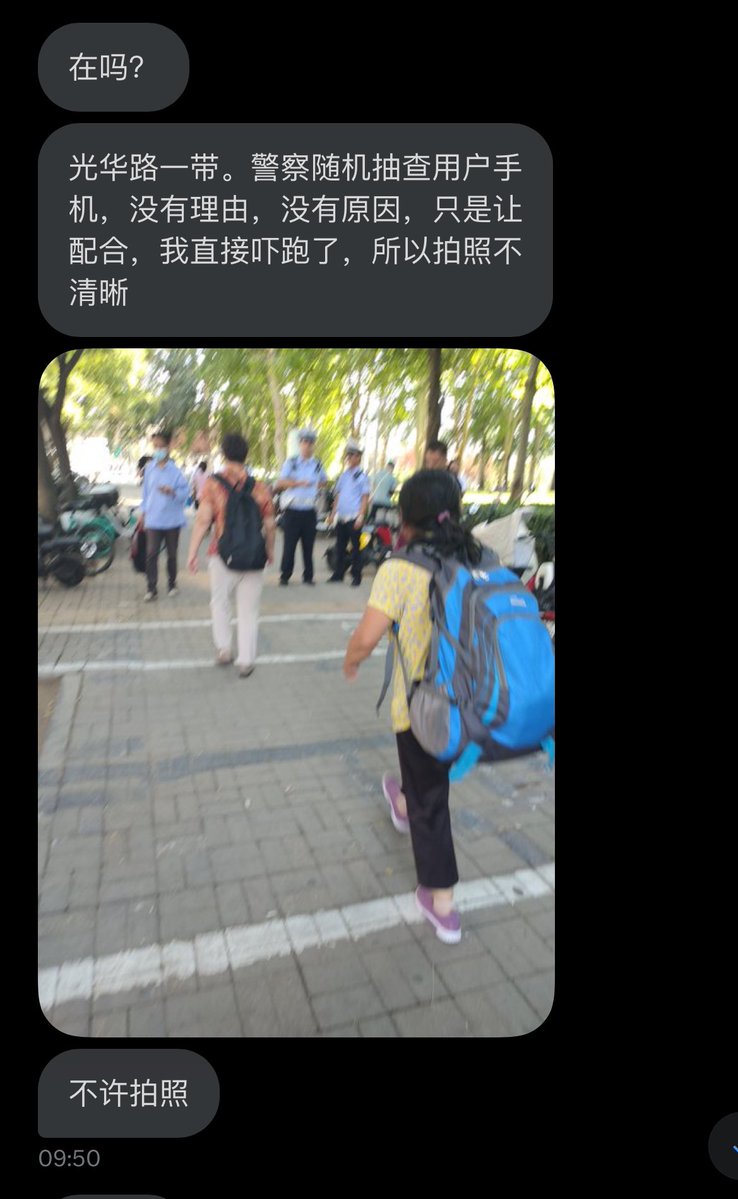 在吗？
光华路一带。警察随机抽查用户手
机，没有理由，没有原因，只是让
配合，我直接吓跑了，所以拍照不
清晰
不许拍照
09:50